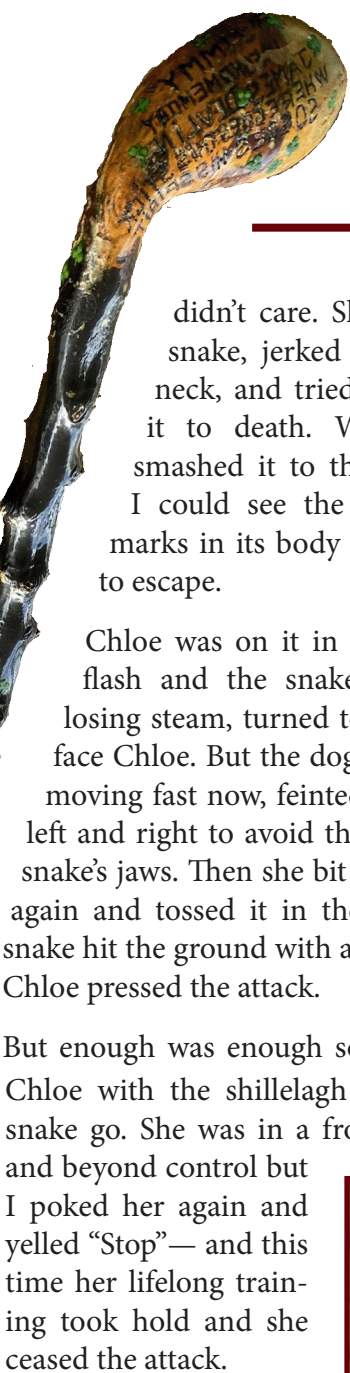 didn’t care. S
snake, jerked
neck, and tried
it to death. W
smashed it to th
I could see the
marks in its body
to escape.
Chloe was on it in
flash and the snake
losing steam, turned t
face Chloe. But the dog
moving fast now, feinte
left and right to avoid th
snake’s jaws. Then she bit
again and tossed it in the
snake hit the ground with a
Chloe pressed the attack.
But enough was enough s
Chloe with the shillelagh
snake go. She was in a fro
and beyond control but
I poked her again and
yelled “Stop”— and this
time her lifelong train-
ing took hold and she
ceased the attack.